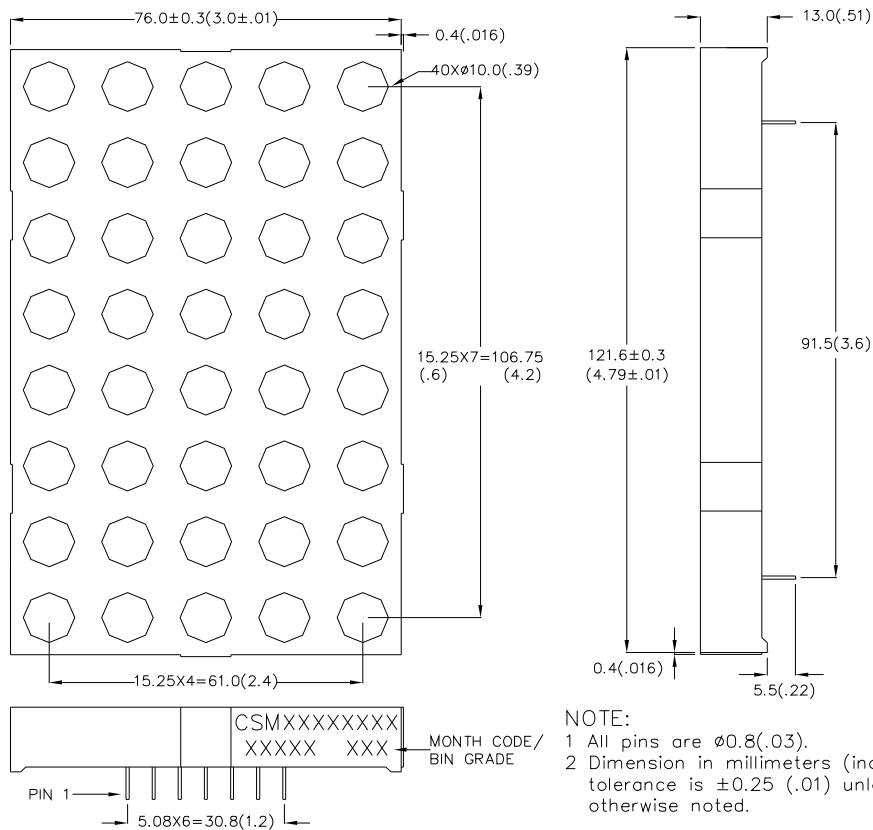 76.0±0.3(3.0±.01)
0.4(.016)
40Xø10.0(.39)
15.25X7=106.75
(.6) (4.2)
15.25X4=61.0(2.4)
13.0(.51)
121.6±0.3
(4.79±.01)
91.5(3.6)
0.4(.016)
5.5(.22)
CSMXXXXXXXX
XXXXX XXX
MONTH CODE/
BIN GRADE
PIN 1
5.08X6=30.8(1.2)
NOTE:
1 All pins are ø0.8(.03).
2 Dimension in millimeters (inc
tolerance is ±0.25 (.01) unle
otherwise noted.